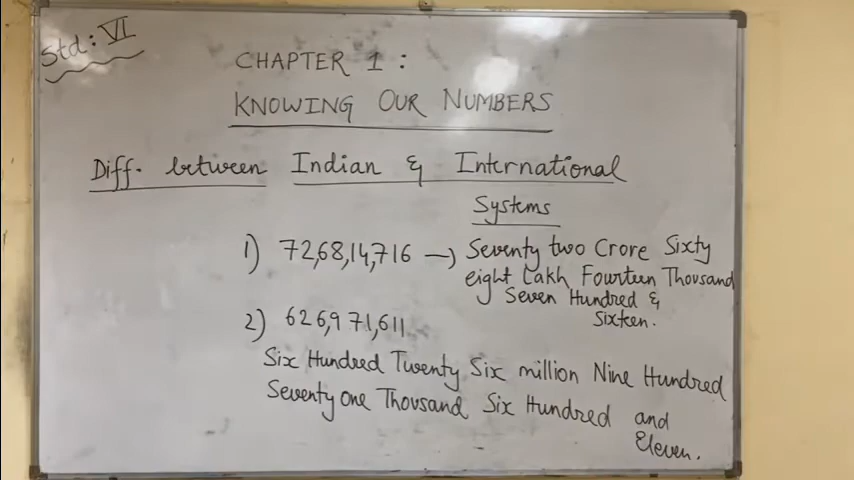 Std: VI
CHAPTER 1 :
KNOWING OUR NUMBERS
Diff. between Indian & International
Systems
1) 72,68,14,716 → Seventy two Crore Sixty
eight Lakh Fourteen Thousand
Seven Hundred &
Sixteen.
2) 626,971,611
Six Hundred Twenty Six million Nine Hundred
Seventy one Thousand Six Hundred and
Eleven.